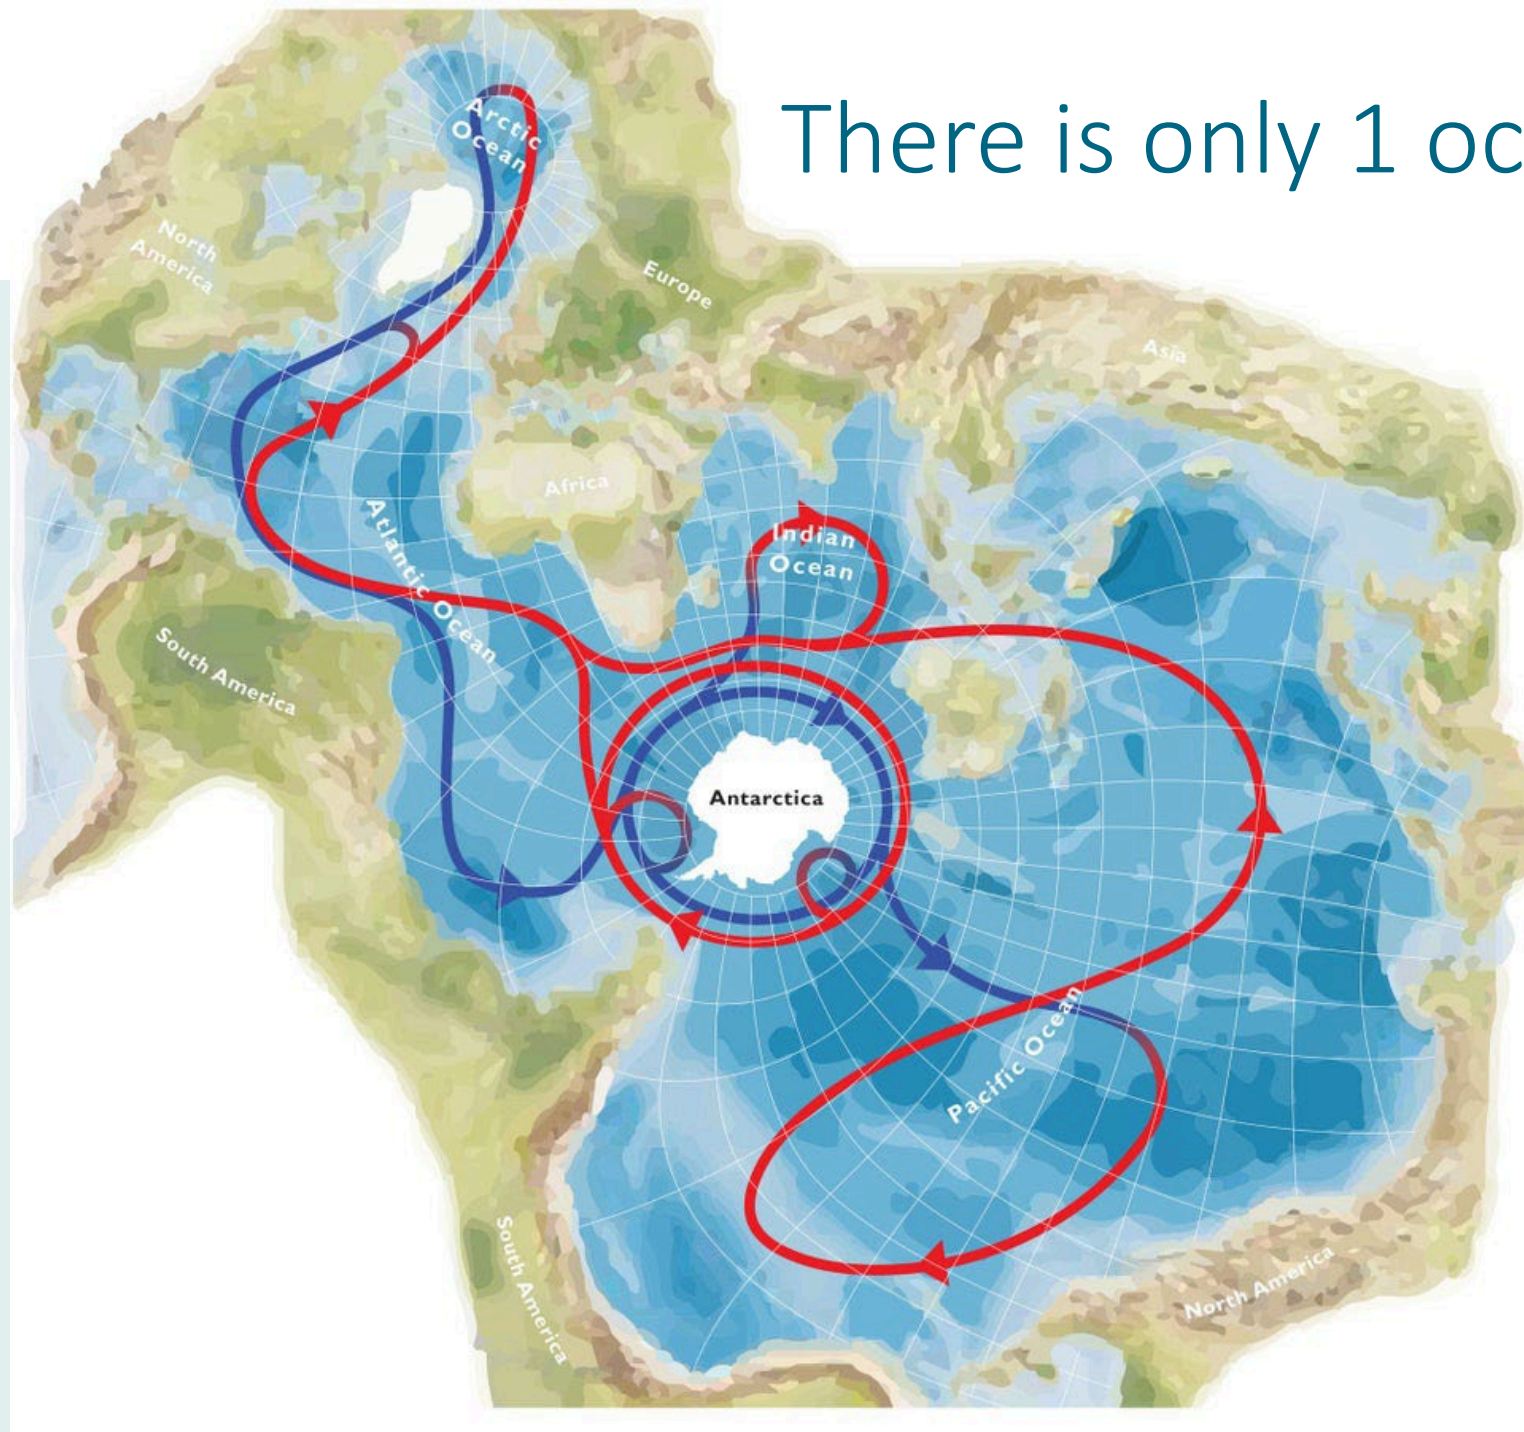 There is only 1 oc
Arctic
Ocean
North
America
Europe
Asia
Africa
Atlantic Ocean
Indian
Ocean
South America
Antarctica
Pacific Ocean
South America
North America